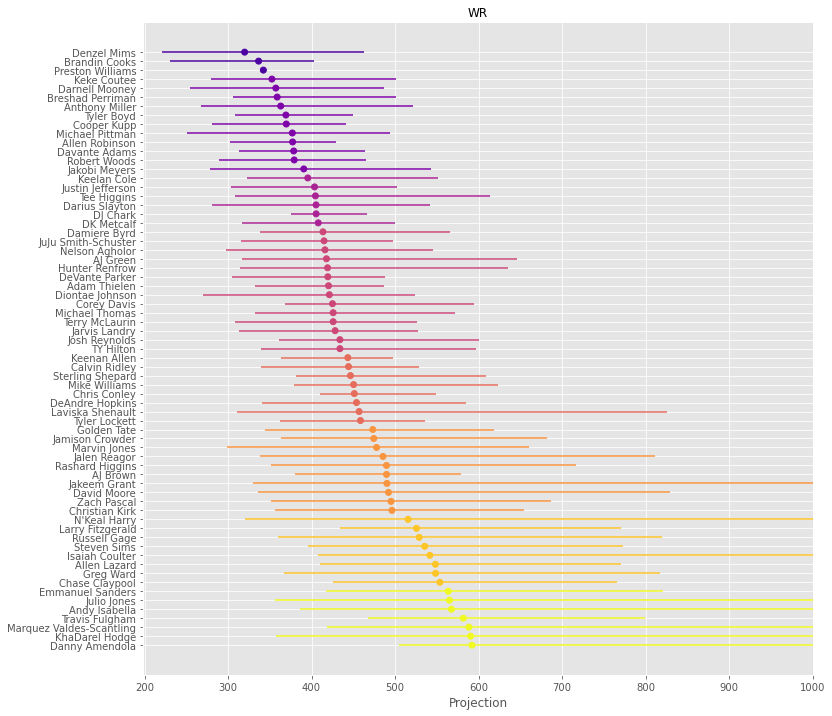 WR
Denzel Mims
Brandin Cooks
Preston Williams
Keke Coutee
Darnell Mooney
Breshad Perriman
Anthony Miller
Tyler Boyd
Cooper Kupp
Michael Pittman
Allen Robinson
Davante Adams
Robert Woods
Jakobi Meyers
Keelan Cole
Justin Jefferson
Tee Higgins
Darius Slayton
DJ Chark
DK Metcalf
Damiere Byrd
JuJu Smith-Schuster
Nelson Agholor
AJ Green
Hunter Renfrow
DeVante Parker
Adam Thielen
Diontae Johnson
Corey Davis
Michael Thomas
Terry McLaurin
Jarvis Landry
Josh Reynolds
TY Hilton
Keenan Allen
Calvin Ridley
Sterling Shepard
Mike Williams
Chris Conley
DeAndre Hopkins
Laviska Shenault
Tyler Lockett
Golden Tate
Jamison Crowder
Marvin Jones
Jalen Reagor
Rashard Higgins
AJ Brown
Jakeem Grant
David Moore
Zach Pascal
Christian Kirk
N'Keal Harry
Larry Fitzgerald
Russell Gage
Steven Sims
Isaiah Coulter
Allen Lazard
Greg Ward
Chase Claypool
Emmanuel Sanders
Julio Jones
Andy Isabella
Travis Fulgham
Marquez Valdes-Scantling
KhaDarel Hodge
Danny Amendola
200 300 400 500 600 700 800 900 1000
Projection